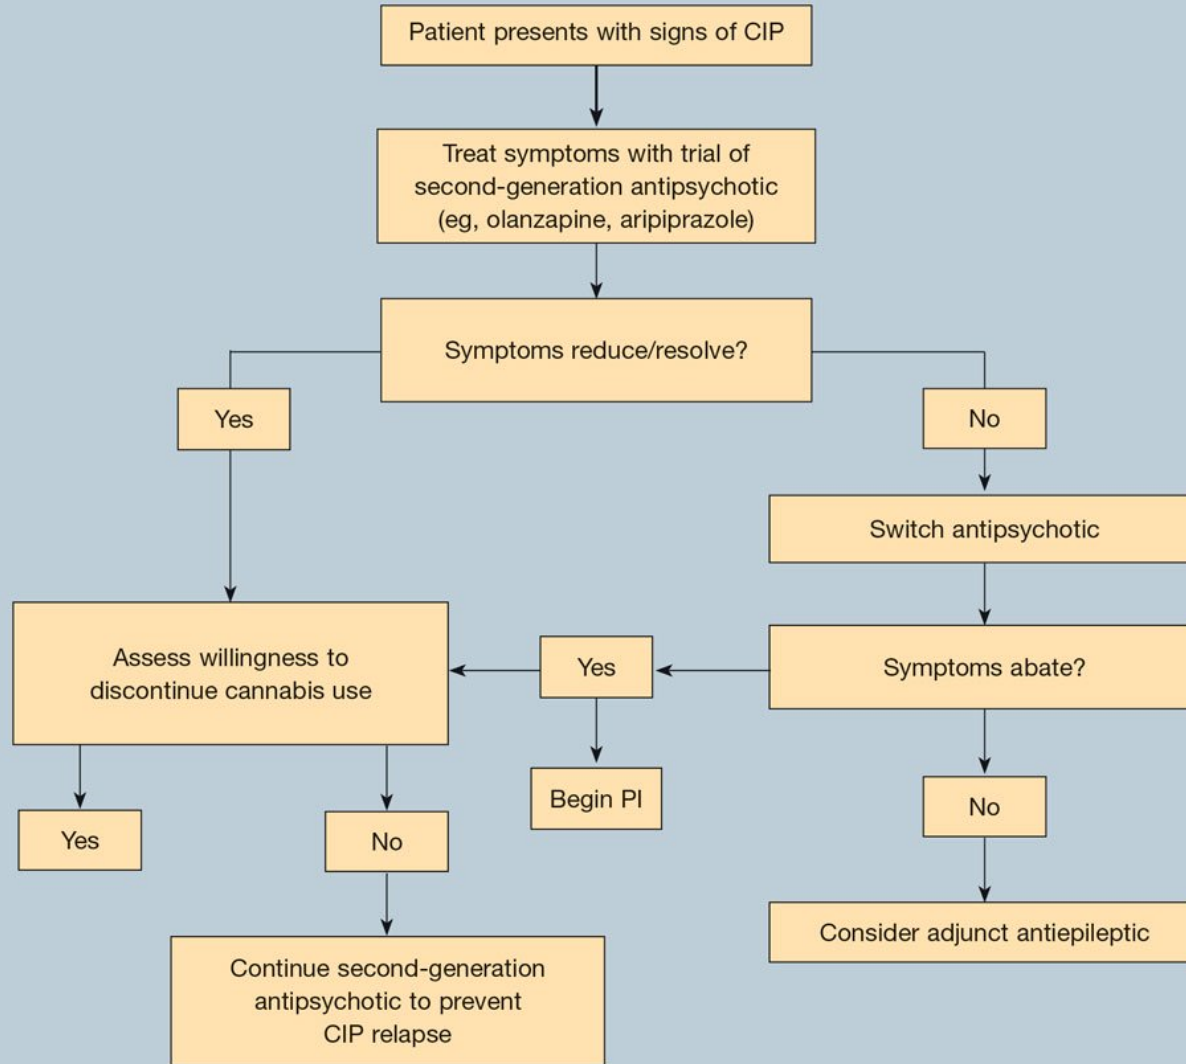 Patient presents with signs of CIP
Treat symptoms with trial of
second-generation antipsychotic
(eg, olanzapine, aripiprazole)
Symptoms reduce/resolve?
Yes
No
Switch antipsychotic
Assess willingness to
discontinue cannabis use
Yes
Symptoms abate?
Begin PI
No
Yes
No
Consider adjunct antiepileptic
Continue second-generation
antipsychotic to prevent
CIP relapse